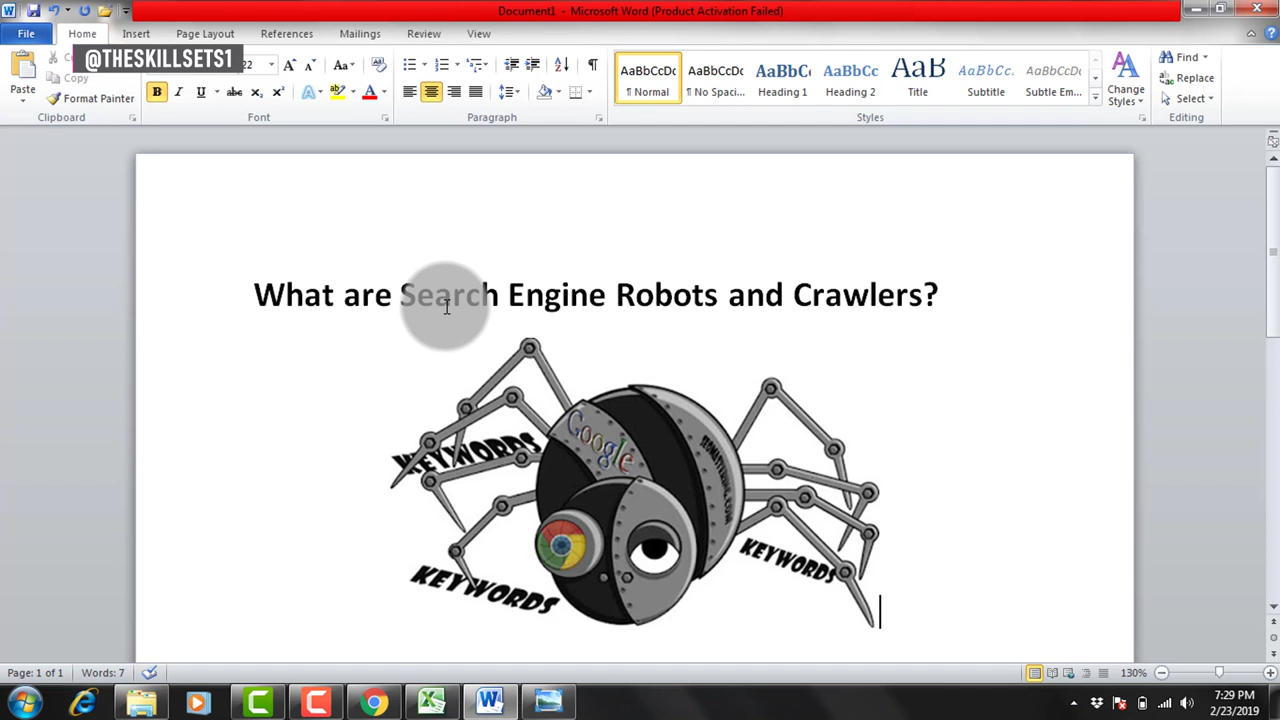 Document1 - Microsoft Word (Product Activation Failed)
File Home Insert Page Layout References Mailings Review View
@THESKILLSETS1
Paste
Copy
Format Painter
Clipboard
22
Font
Paragraph
AaBbCcDc
¶ Normal
AaBbCcDc
¶ No Spaci...
AaBbCc
Heading 1
AaBbCc
Heading 2
AaB
Title
AaBbCcDc
Subtitle
AaBbCcDc
Subtle Em...
Change Styles
Styles
Find
Replace
Select
Editing
What are Search Engine Robots and Crawlers?
Google
KEYWORDS
KEYWORDS
KEYWORDS
Page: 1 of 1 Words: 7 130%
7:29 PM
2/23/2019